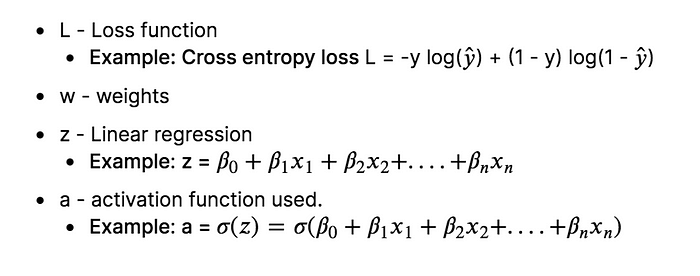 • L - Loss function
• Example: Cross entropy loss L = -y log(ŷ) + (1 - y) log(1 - ŷ)
• w - weights
• z - Linear regression
• Example: z = β₀ + β₁x₁ + β₂x₂+. . . . +βₙxₙ
• a - activation function used.
• Example: a = σ(z) = σ(β₀ + β₁x₁ + β₂x₂+. . . . +βₙxₙ)